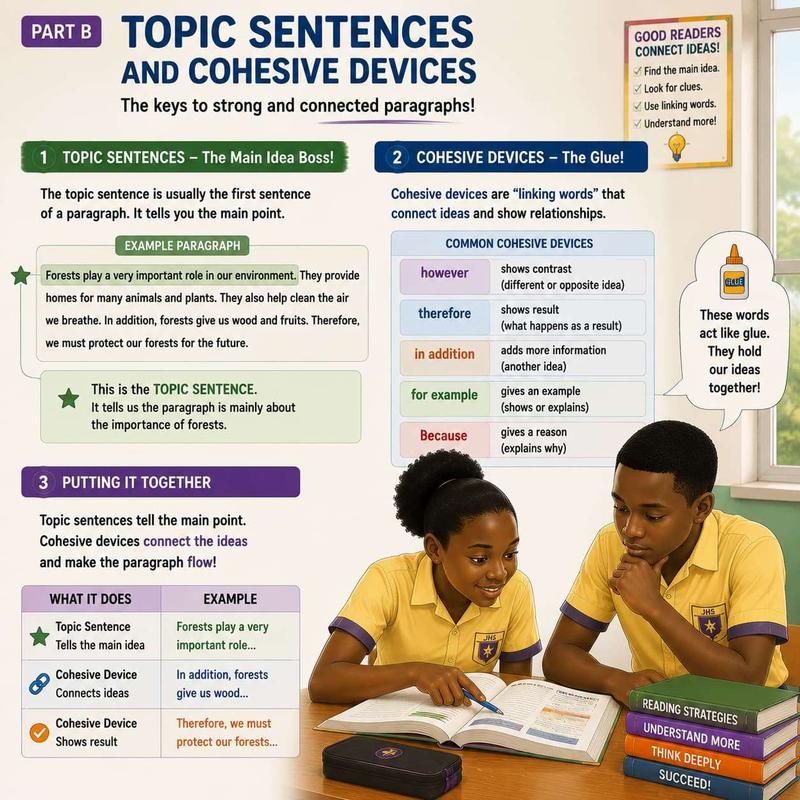 PART B
TOPIC SENTENCES
AND COHESIVE DEVICES
The keys to strong and connected paragraphs!
GOOD READERS
CONNECT IDEAS!
Find the main idea.
Look for clues.
Use linking words.
Understand more!
1 TOPIC SENTENCES – The Main Idea Boss!
The topic sentence is usually the first sentence
of a paragraph. It tells you the main point.
EXAMPLE PARAGRAPH
Forests play a very important role in our environment. They provide
homes for many animals and plants. They also help clean the air
we breathe. In addition, forests give us wood and fruits. Therefore,
we must protect our forests for the future.
This is the TOPIC SENTENCE.
It tells us the paragraph is mainly about
the importance of forests.
2 COHESIVE DEVICES – The Glue!
Cohesive devices are “linking words” that
connect ideas and show relationships.
COMMON COHESIVE DEVICES
however shows contrast
(different or opposite idea)
therefore shows result
(what happens as a result)
in addition adds more information
(another idea)
for example gives an example
(shows or explains)
Because gives a reason
(explains why)
GLUE
These words
act like glue.
They hold
our ideas
together!
3 PUTTING IT TOGETHER
Topic sentences tell the main point.
Cohesive devices connect the ideas
and make the paragraph flow!
WHAT IT DOES EXAMPLE
Topic Sentence Forests play a very
Tells the main idea important role...
Cohesive Device In addition, forests
Connects ideas give us wood...
Cohesive Device Therefore, we must
Shows result protect our forests...
JHS
JHS
READING STRATEGIES
UNDERSTAND MORE
THINK DEEPLY
SUCCEED!